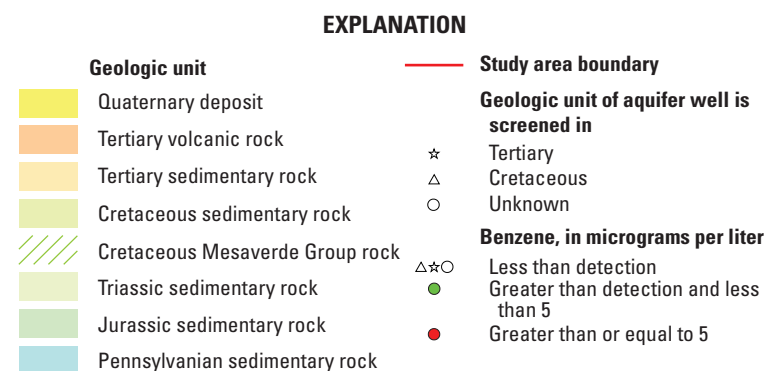 EXPLANATION
Geologic unit
Quaternary deposit
Tertiary volcanic rock
Tertiary sedimentary rock
Cretaceous sedimentary rock
Cretaceous Mesaverde Group rock
Triassic sedimentary rock
Jurassic sedimentary rock
Pennsylvanian sedimentary rock
Study area boundary
Geologic unit of aquifer well is
screened in
Tertiary
Cretaceous
Unknown
Benzene, in micrograms per liter
Less than detection
Greater than detection and less
than 5
Greater than or equal to 5